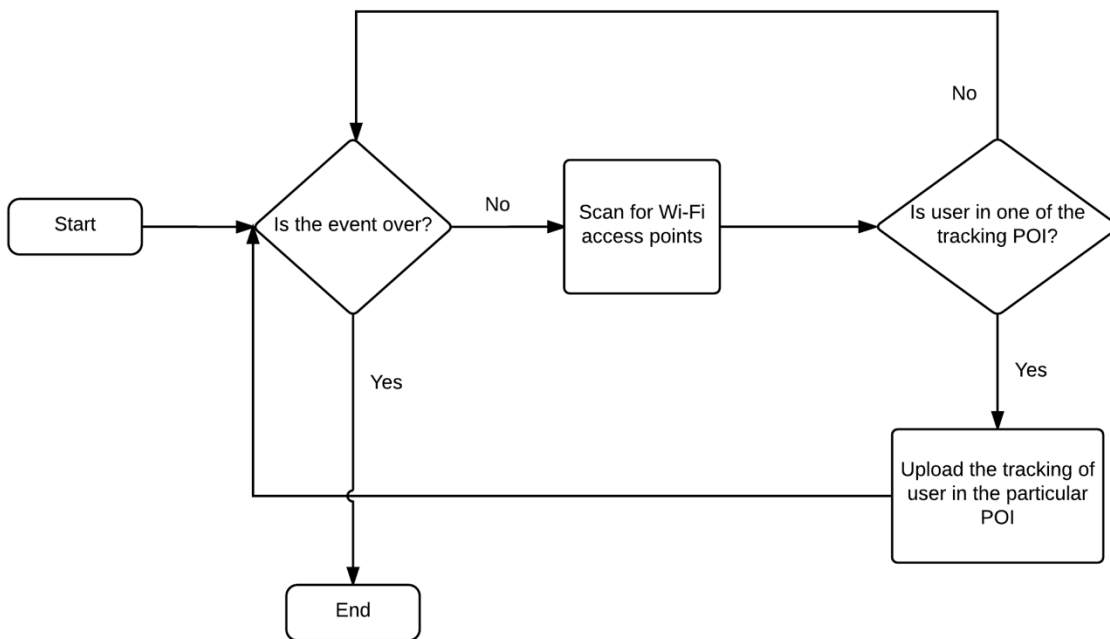 No
Start
Is the event over?
No
Scan for Wi-Fi
access points
Is user in one of the
tracking POI?
Yes
Yes
Upload the tracking of
user in the particular
POI
End